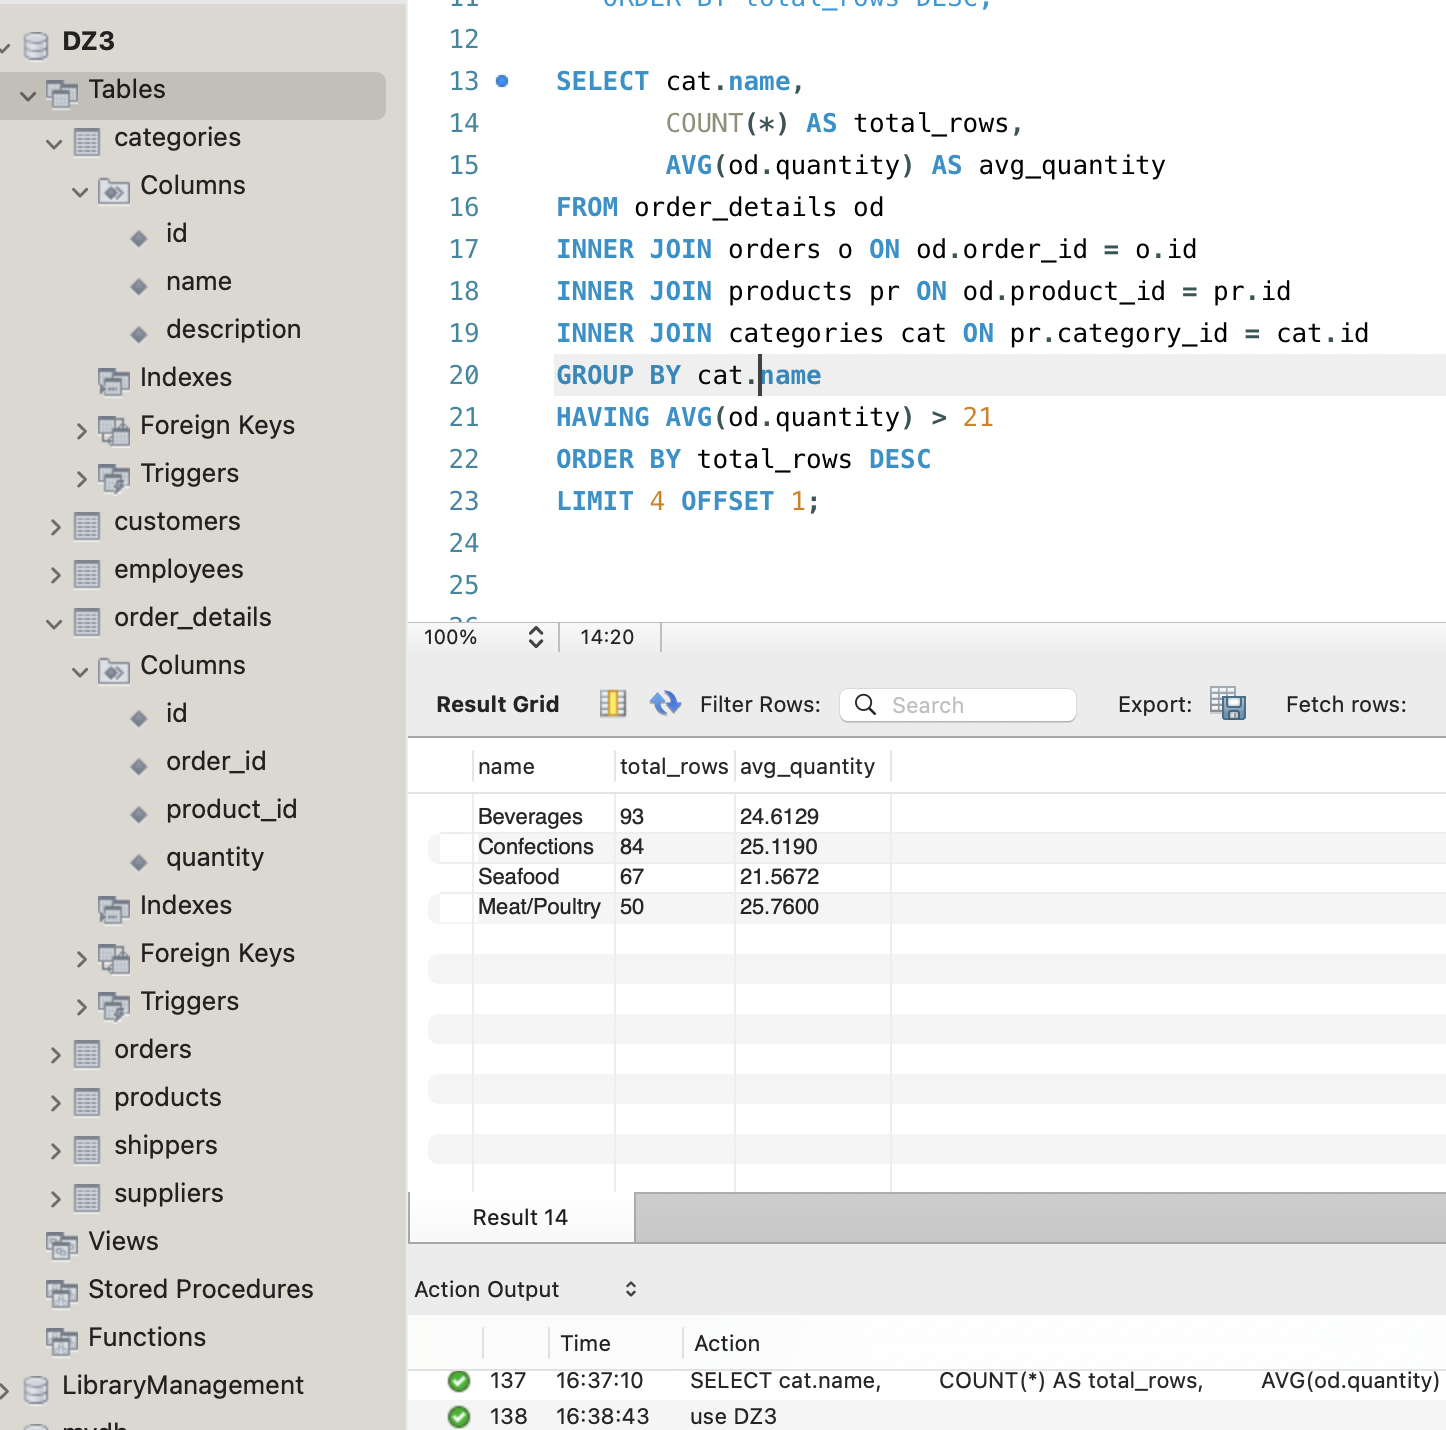 DZ3
Tables
categories
Columns
id
name
description
Indexes
Foreign Keys
Triggers
customers
employees
order_details
Columns
id
order_id
product_id
quantity
Indexes
Foreign Keys
Triggers
orders
products
shippers
suppliers
Views
Stored Procedures
Functions
LibraryManagement
mydb
11 ORDER BY total_rows DESC;
12
13 SELECT cat.name,
14 COUNT(*) AS total_rows,
15 AVG(od.quantity) AS avg_quantity
16 FROM order_details od
17 INNER JOIN orders o ON od.order_id = o.id
18 INNER JOIN products pr ON od.product_id = pr.id
19 INNER JOIN categories cat ON pr.category_id = cat.id
20 GROUP BY cat.name
21 HAVING AVG(od.quantity) > 21
22 ORDER BY total_rows DESC
23 LIMIT 4 OFFSET 1;
24
25
100% 14:20
Result Grid Filter Rows: Search Export: Fetch rows:
name total_rows avg_quantity
Beverages 93 24.6129
Confections 84 25.1190
Seafood 67 21.5672
Meat/Poultry 50 25.7600
Result 14
Action Output
Time Action
137 16:37:10 SELECT cat.name, COUNT(*) AS total_rows, AVG(od.quantity)
138 16:38:43 use DZ3